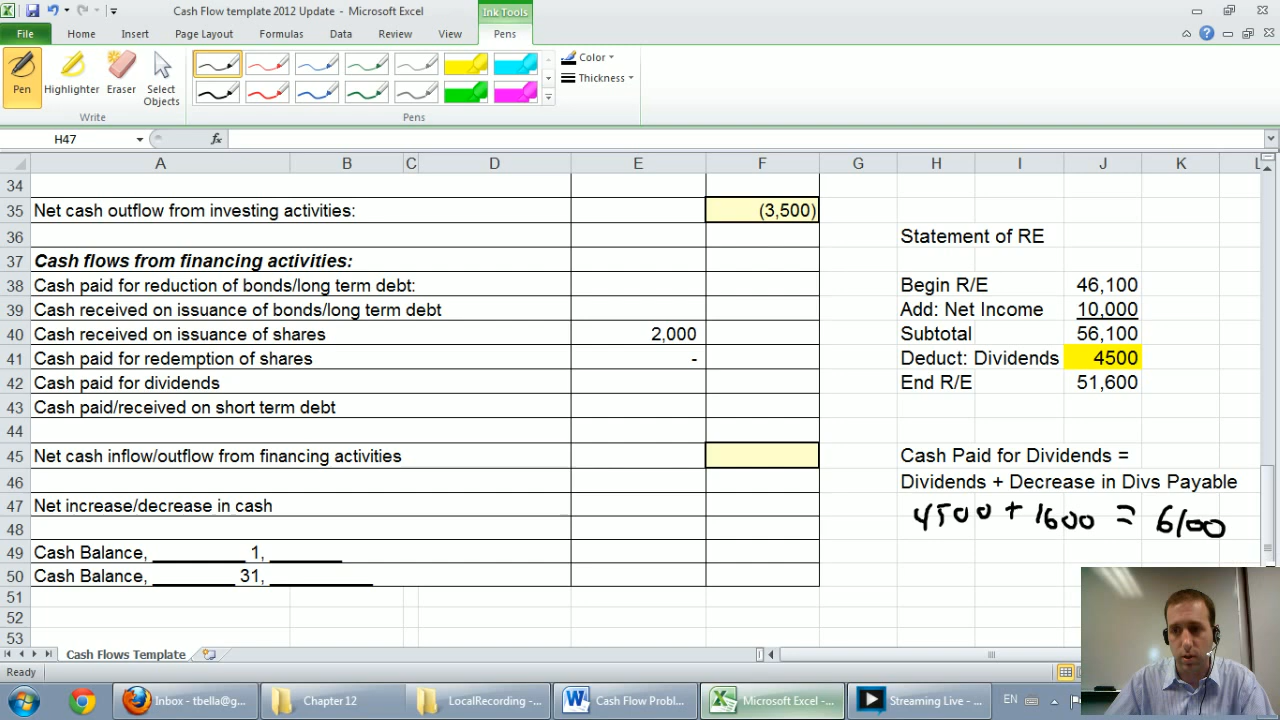 Cash Flow template 2012 Update - Microsoft Excel
Ink Tools
File Home Insert Page Layout Formulas Data Review View Pens
Pen Highlighter Eraser Select Objects
Color
Thickness
Write Pens
H47 fx
A B C D E F G H I J K L
34
35 Net cash outflow from investing activities: (3,500)
36 Statement of RE
37 Cash flows from financing activities:
38 Cash paid for reduction of bonds/long term debt: Begin R/E 46,100
39 Cash received on issuance of bonds/long term debt Add: Net Income 10,000
40 Cash received on issuance of shares 2,000 Subtotal 56,100
41 Cash paid for redemption of shares - Deduct: Dividends 4500
42 Cash paid for dividends End R/E 51,600
43 Cash paid/received on short term debt
44
45 Net cash inflow/outflow from financing activities Cash Paid for Dividends =
46 Dividends + Decrease in Divs Payable
47 Net increase/decrease in cash 4500 + 1600 = 6100
48
49 Cash Balance, __________ 1, ________
50 Cash Balance, _________ 31, ___________
51
52
53
Cash Flows Template
Ready
Inbox - tbella@g... Chapter 12 LocalRecording -... Cash Flow Probl... Microsoft Excel -... Streaming Live -... EN